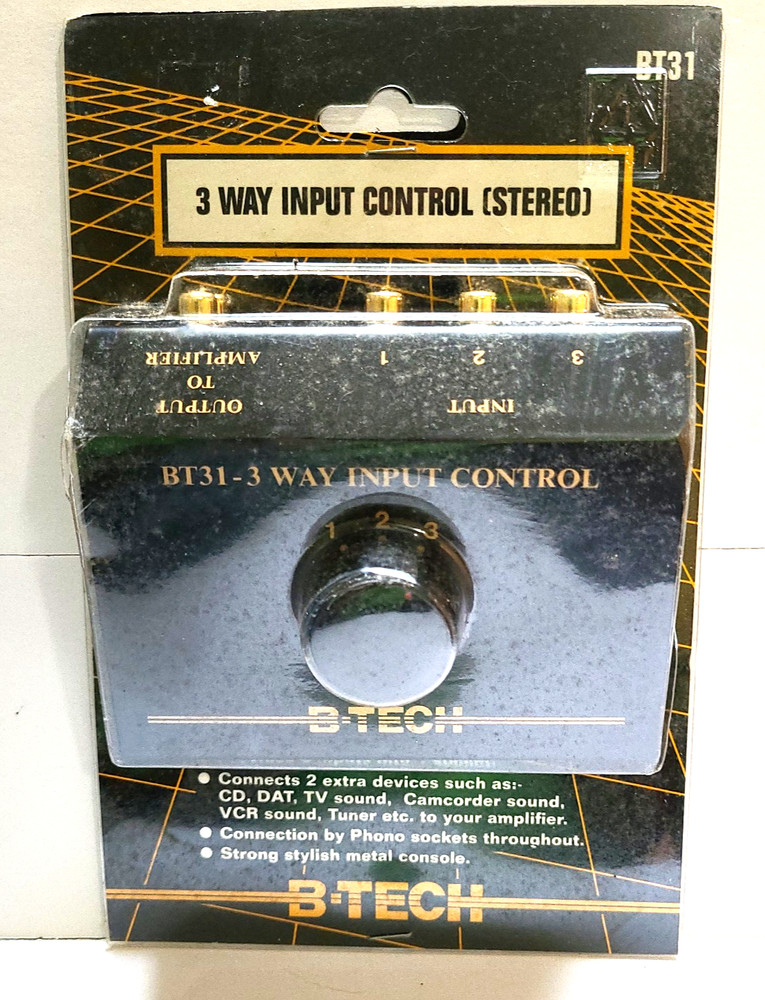 BT31
3 WAY INPUT CONTROL (STEREO)
AMPLIFIER 1 2 3
TO
OUTPUT INPUT
BT31-3 WAY INPUT CONTROL
1 2 3
B-TECH
● Connects 2 extra devices such as:-
CD, DAT, TV sound, Camcorder sound,
VCR sound, Tuner etc. to your amplifier.
● Connection by Phono sockets throughout.
● Strong stylish metal console.
B-TECH